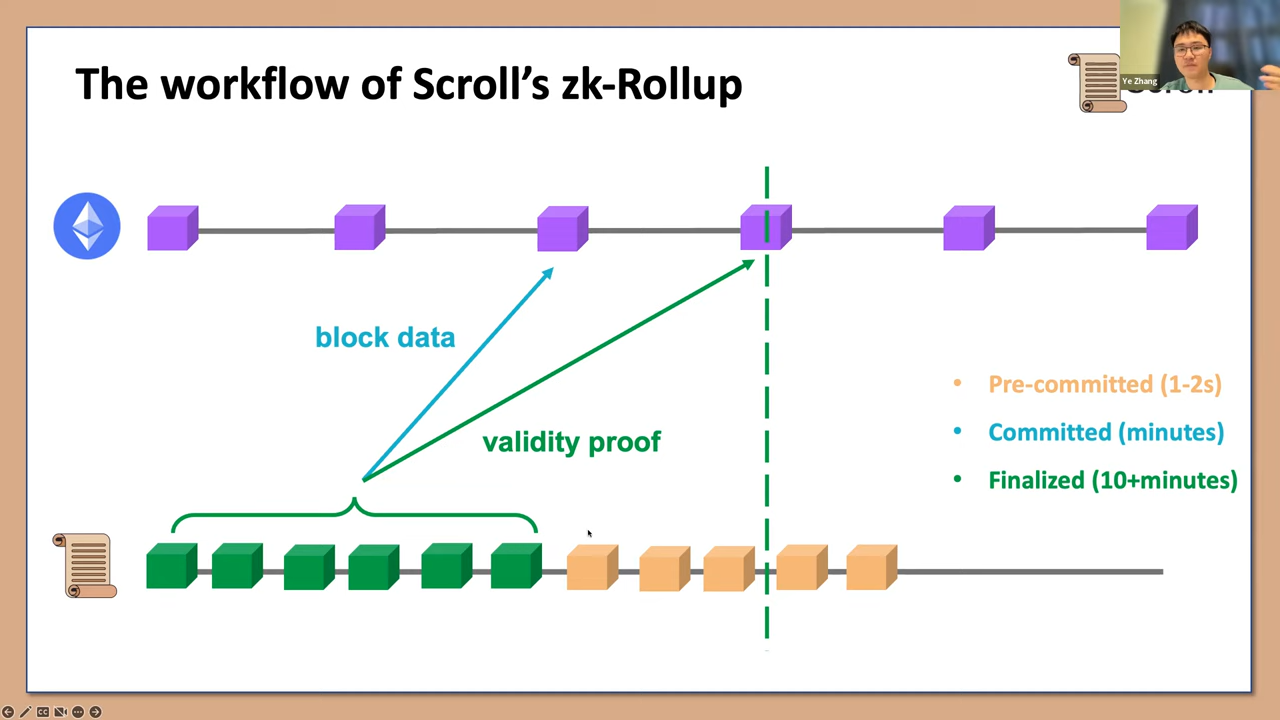 The workflow of Scroll's zk-Rollup
Ye Zhang
block data
validity proof
• Pre-committed (1-2s)
• Committed (minutes)
• Finalized (10+minutes)